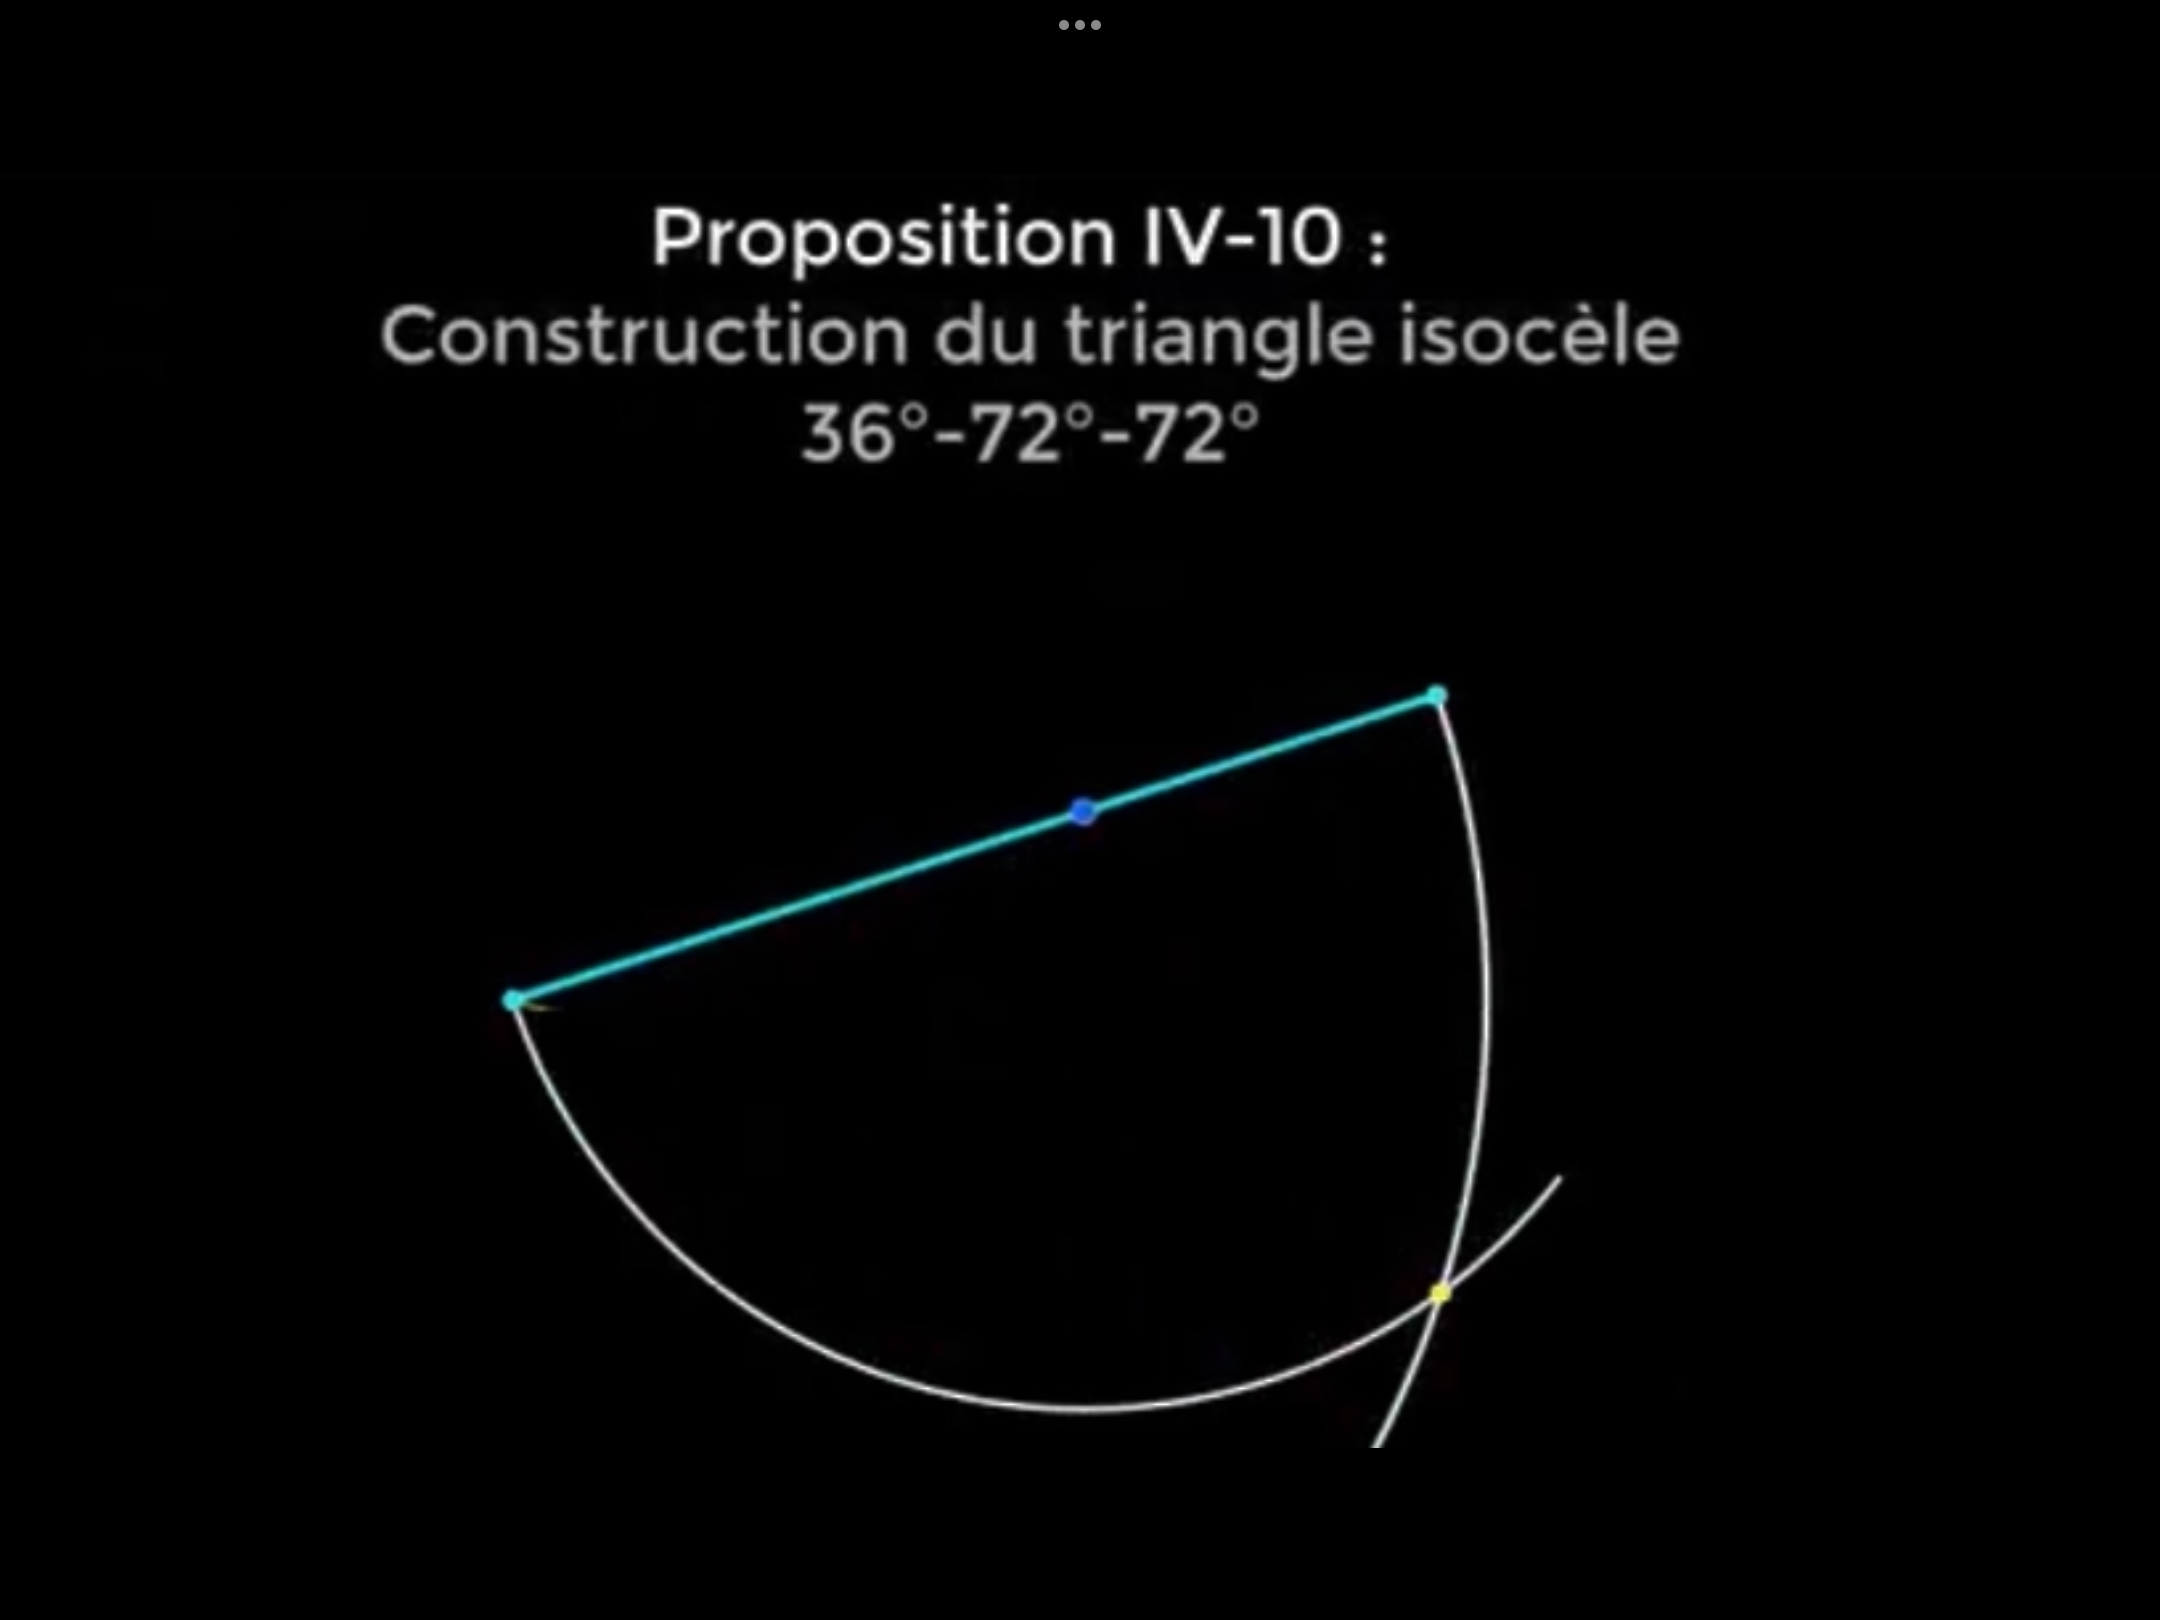 Proposition IV-10 :
Construction du triangle isocèle
36°-72°-72°